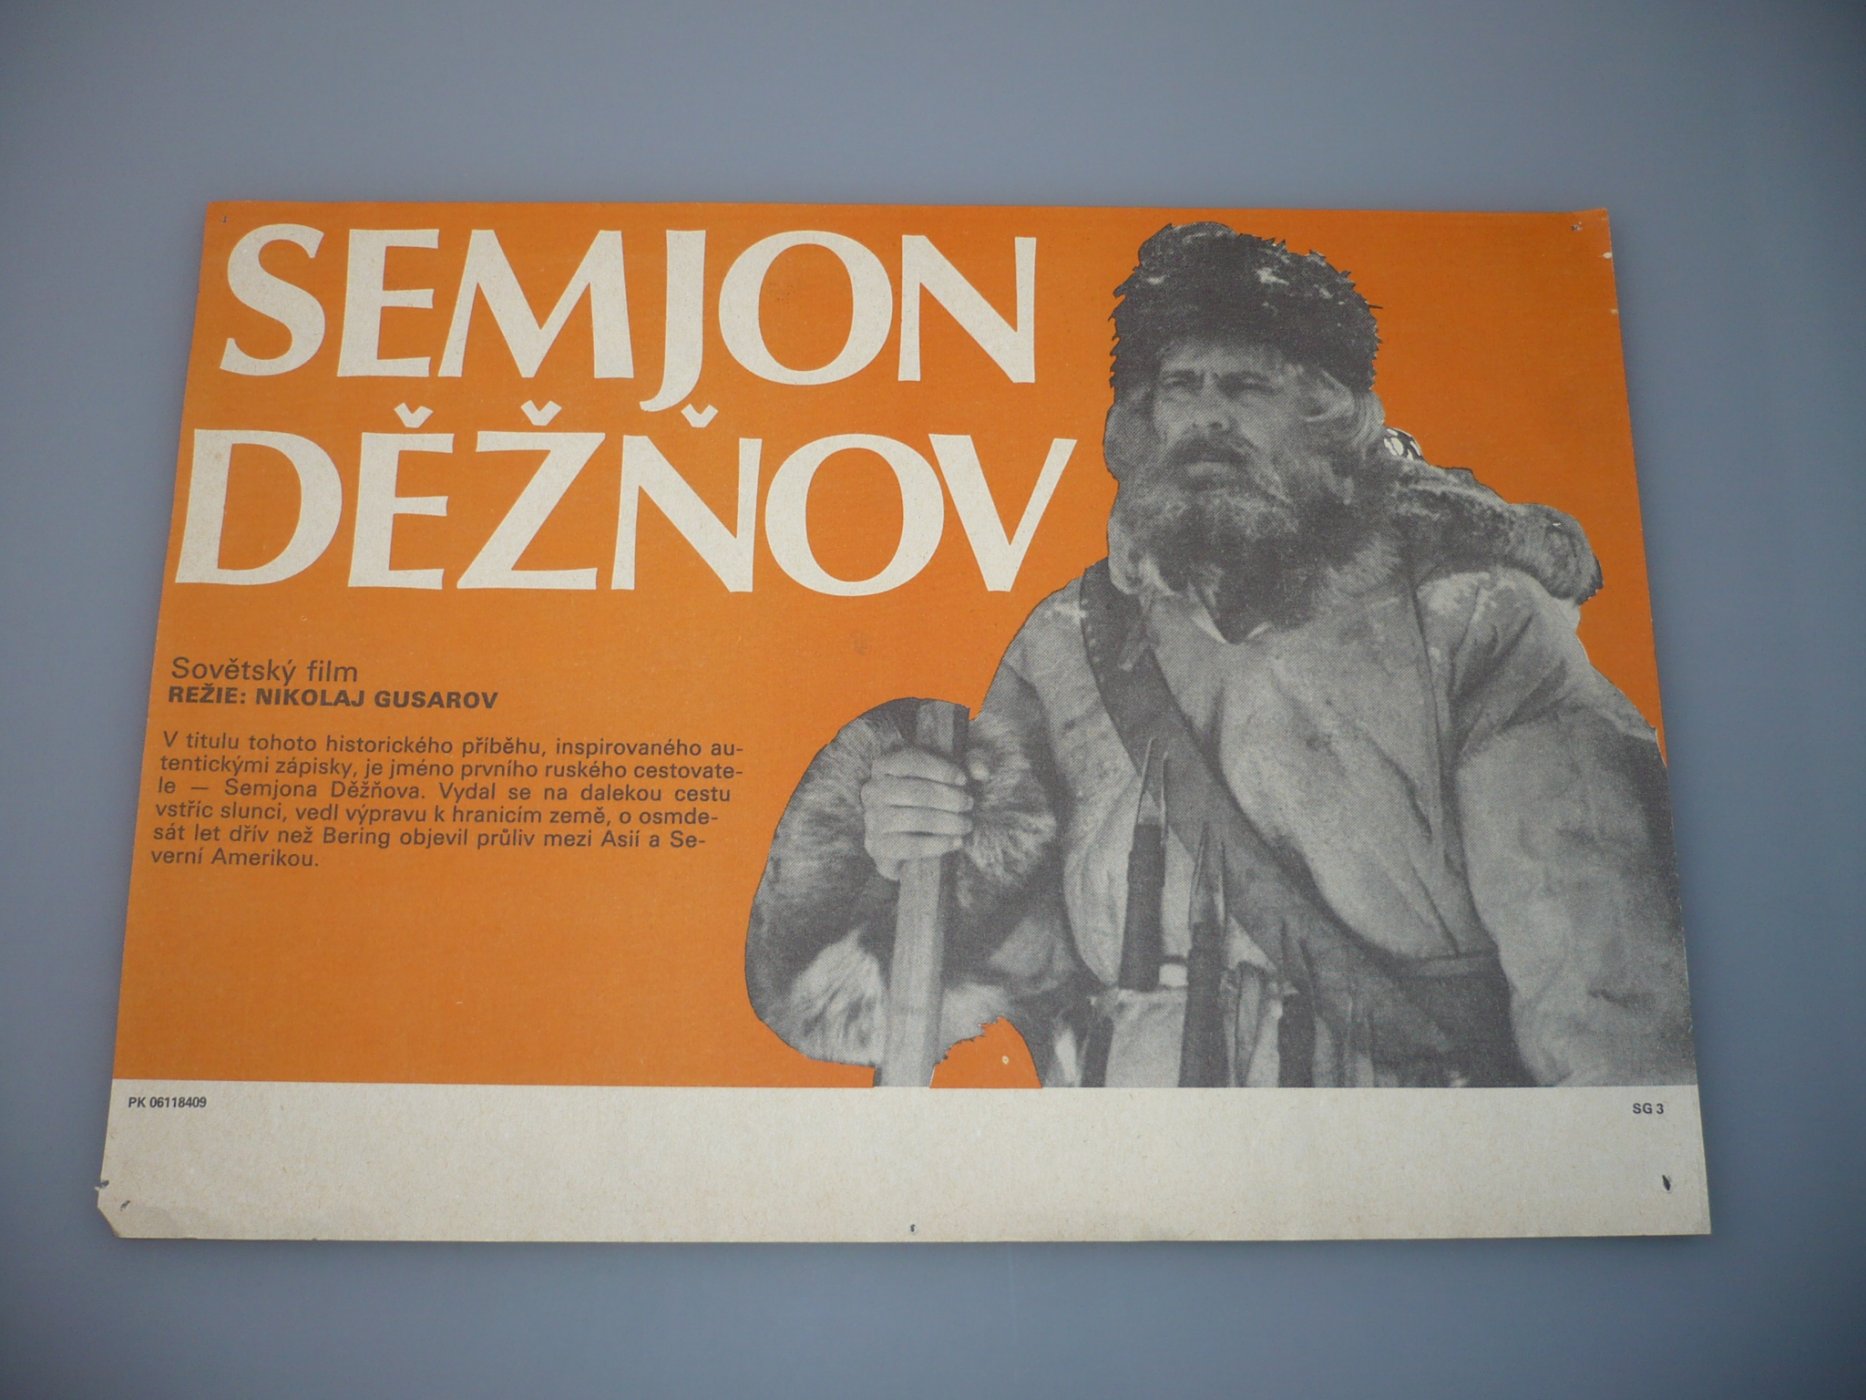 SEMJON
DĚŽŇOV
Sovětský film
REŽIE: NIKOLAJ GUSAROV
V titulu tohoto historického příběhu, inspirovaného au-
tentickými zápisky, je jméno prvního ruského cestovate-
le — Semjona Děžňova. Vydal se na dalekou cestu
vstříc slunci, vedl výpravu k hranicím země, o osmde-
sát let dřív než Bering objevil průliv mezi Asií a Se-
verní Amerikou.
PK 06118409
SG 3